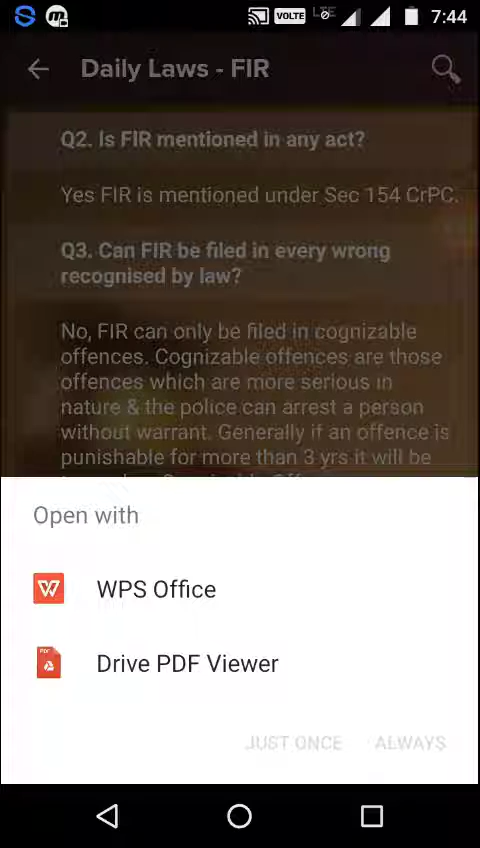 VOLTE LTE 7:44
Daily Laws - FIR
Q2. Is FIR mentioned in any act?
Yes FIR is mentioned under Sec 154 CrPC.
Q3. Can FIR be filed in every wrong
recognised by law?
No, FIR can only be filed in cognizable
offences. Cognizable offences are those
offences which are more serious in
nature & the police can arrest a person
without warrant. Generally if an offence is
punishable for more than 3 yrs it will be
Open with
WPS Office
PDF
Drive PDF Viewer
JUST ONCE ALWAYS